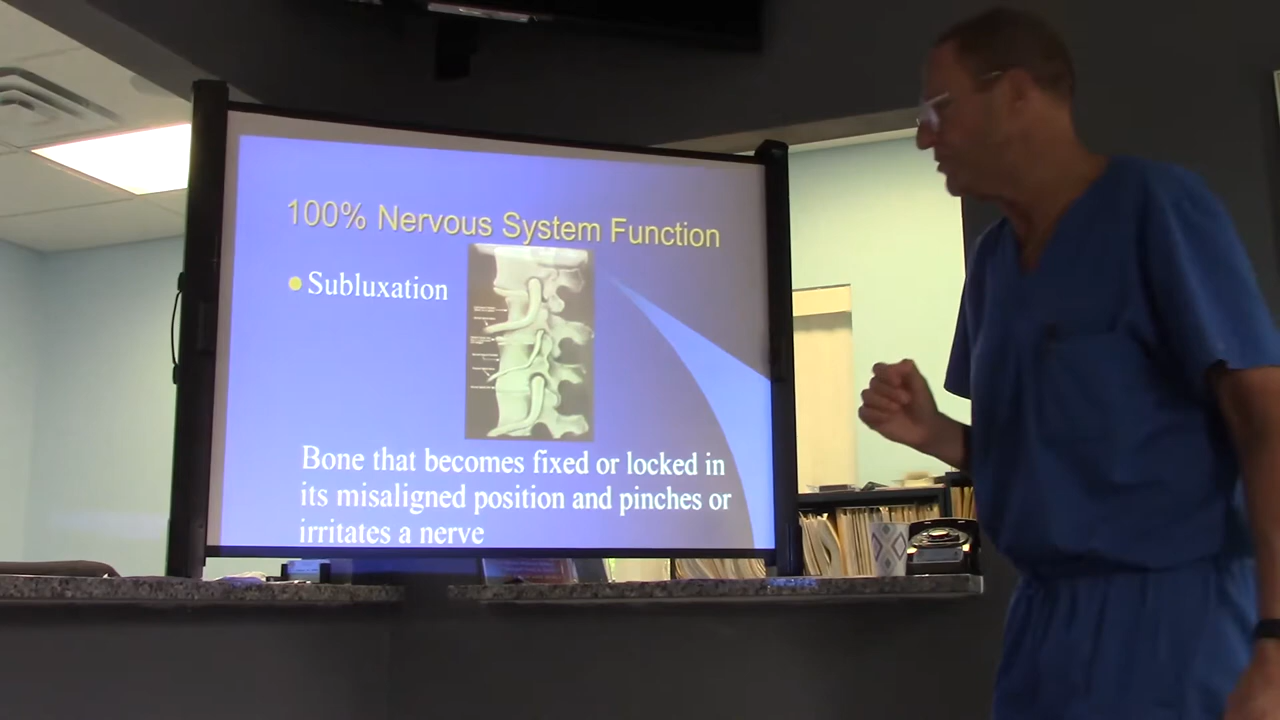 100% Nervous System Function
Subluxation
Bone that becomes fixed or locked in
its misaligned position and pinches or
irritates a nerve